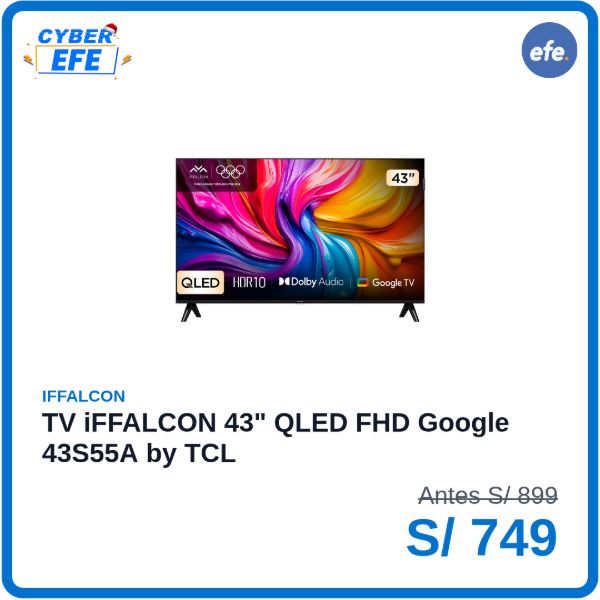 CYBER
EFE
efe.
iFFALCON
43"
QLED HDR10 Dolby Audio Google TV
IFFALCON
TV iFFALCON 43" QLED FHD Google
43S55A by TCL
Antes S/ 899
S/ 749